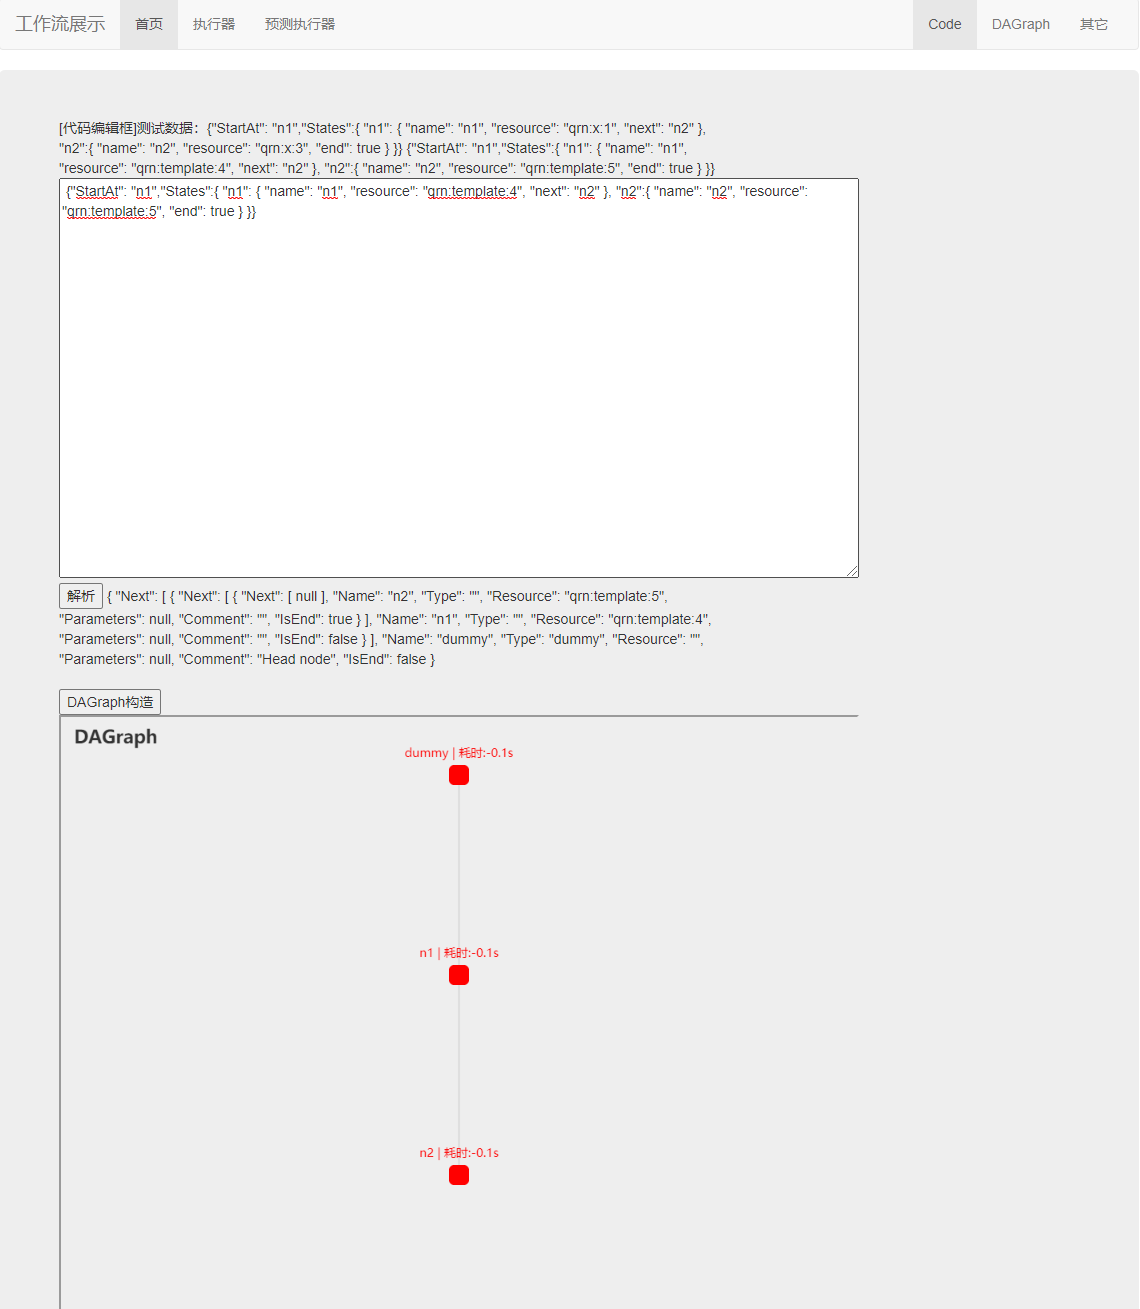 工作流展示 首页 执行器 预测执行器 Code DAGraph 其它
[代码编辑框]测试数据：{"StartAt": "n1","States":{ "n1": { "name": "n1", "resource": "qrn:x:1", "next": "n2" },
"n2":{ "name": "n2", "resource": "qrn:x:3", "end": true } }} {"StartAt": "n1","States":{ "n1": { "name": "n1",
"resource": "qrn:template:4", "next": "n2" }, "n2":{ "name": "n2", "resource": "qrn:template:5", "end": true } }}
{"StartAt": "n1","States":{ "n1": { "name": "n1", "resource": "qrn:template:4", "next": "n2" }, "n2":{ "name": "n2", "resource":
"qrn:template:5", "end": true } }}
解析 { "Next": [ { "Next": [ { "Next": [ null ], "Name": "n2", "Type": "", "Resource": "qrn:template:5",
"Parameters": null, "Comment": "", "IsEnd": true } ], "Name": "n1", "Type": "", "Resource": "qrn:template:4",
"Parameters": null, "Comment": "", "IsEnd": false } ], "Name": "dummy", "Type": "dummy", "Resource": "",
"Parameters": null, "Comment": "Head node", "IsEnd": false }
DAGraph构造
DAGraph
dummy | 耗时:-0.1s
n1 | 耗时:-0.1s
n2 | 耗时:-0.1s